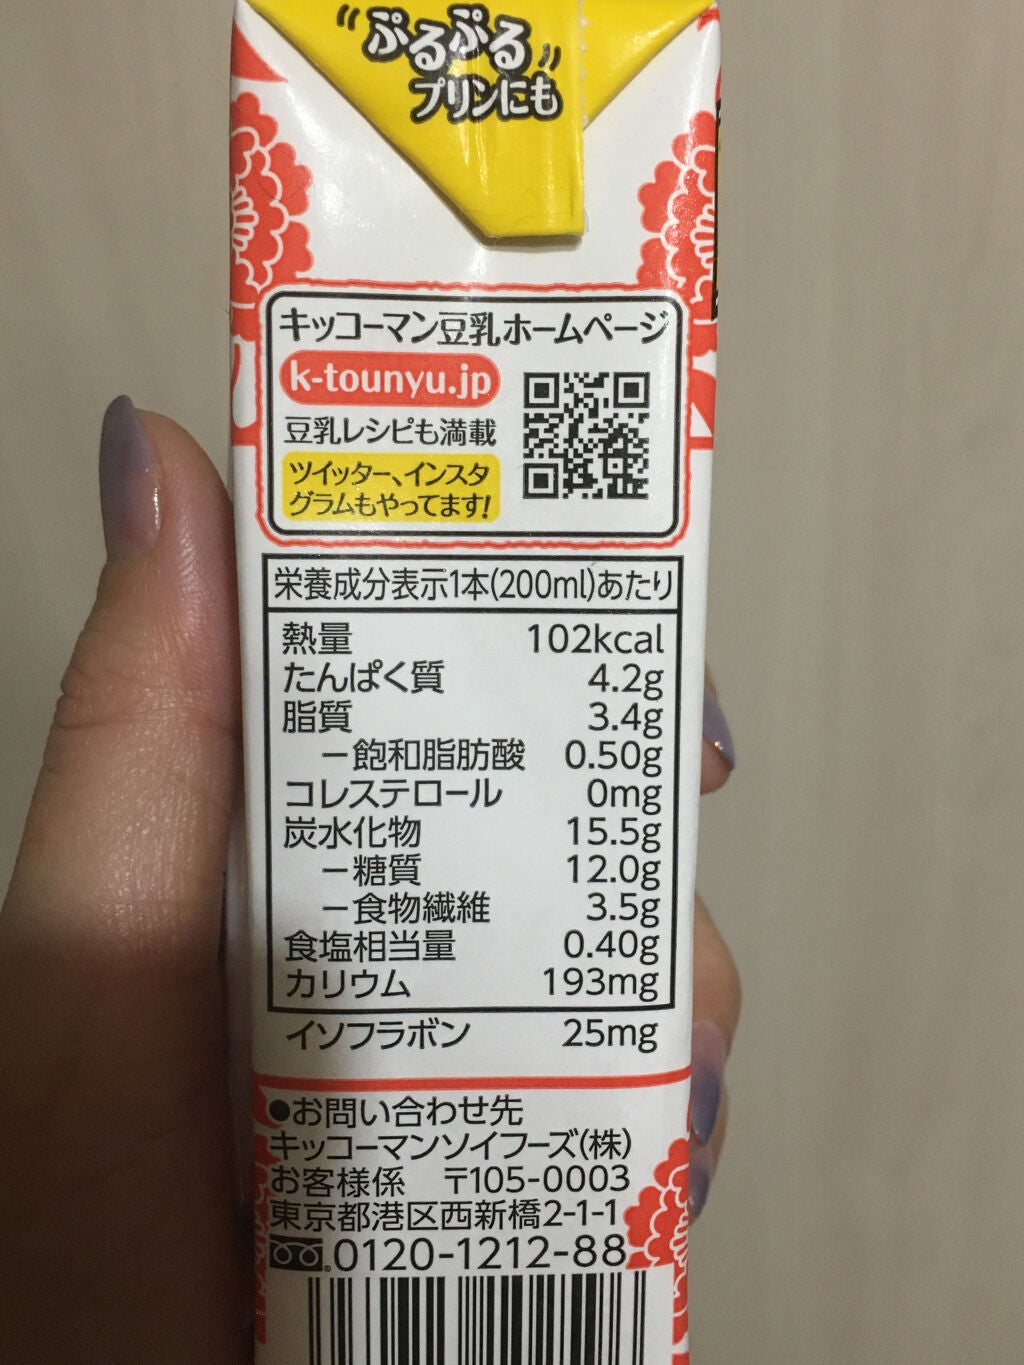 "ぷるぷる"
プリンにも
キッコーマン豆乳ホームページ
k-tounyu.jp
豆乳レシピも満載
ツイッター、インスタ
グラムもやってます!
栄養成分表示1本(200ml)あたり
熱量 102kcal
たんぱく質 4.2g
脂質 3.4g
－飽和脂肪酸 0.50g
コレステロール 0mg
炭水化物 15.5g
－糖質 12.0g
－食物繊維 3.5g
食塩相当量 0.40g
カリウム 193mg
イソフラボン 25mg
●お問い合わせ先
キッコーマンソイフーズ(株)
お客様係 〒105-0003
東京都港区西新橋2-1-1
0120-1212-88